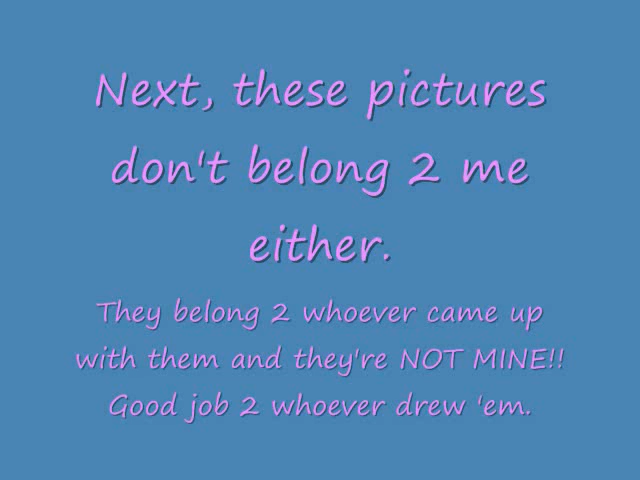 Next, these pictures
don't belong 2 me
either.
They belong 2 whoever came up
with them and they're NOT MINE!!
Good job 2 whoever drew 'em.